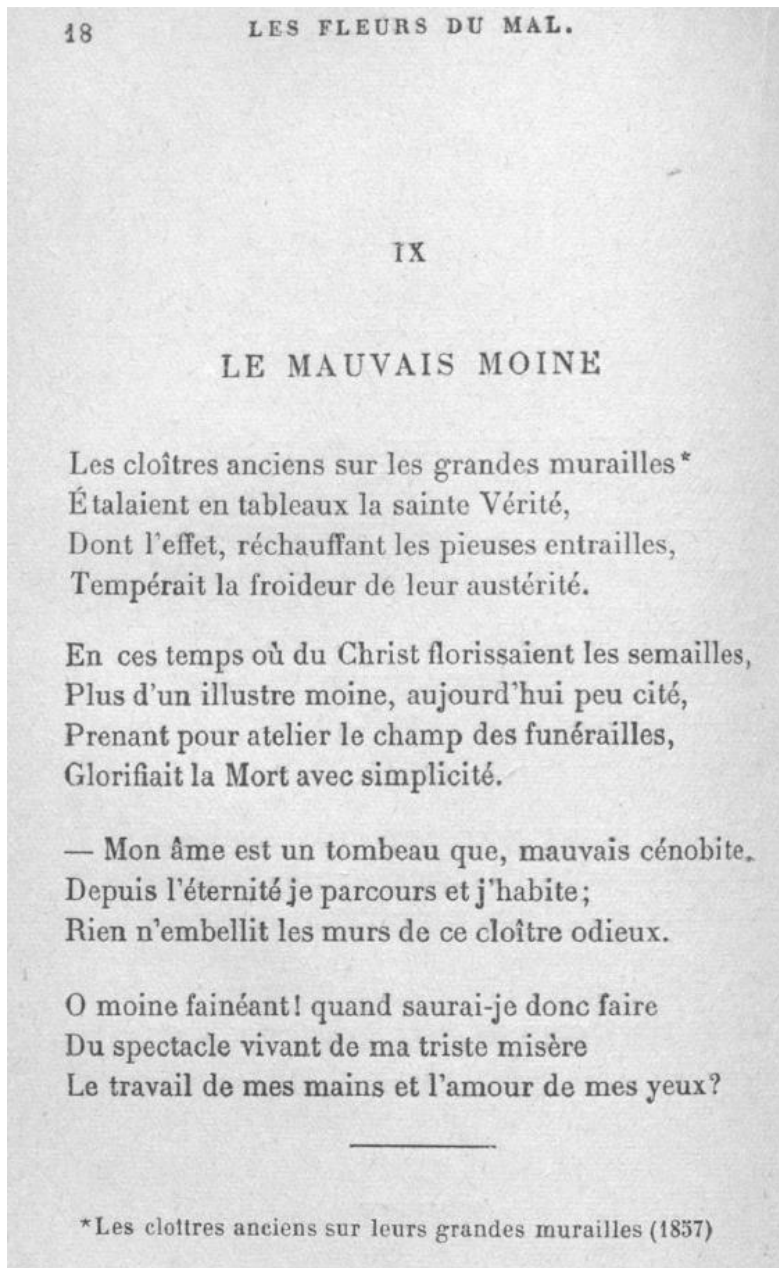 18 LES FLEURS DU MAL.
IX
LE MAUVAIS MOINE
Les cloîtres anciens sur les grandes murailles*
Étalaient en tableaux la sainte Vérité,
Dont l'effet, réchauffant les pieuses entrailles,
Tempérait la froideur de leur austérité.
En ces temps où du Christ florissaient les semailles,
Plus d'un illustre moine, aujourd'hui peu cité,
Prenant pour atelier le champ des funérailles,
Glorifiait la Mort avec simplicité.
— Mon âme est un tombeau que, mauvais cénobite,
Depuis l'éternité je parcours et j'habite;
Rien n'embellit les murs de ce cloître odieux.
O moine fainéant! quand saurai-je donc faire
Du spectacle vivant de ma triste misère
Le travail de mes mains et l'amour de mes yeux?
*Les cloîtres anciens sur leurs grandes murailles (1857)